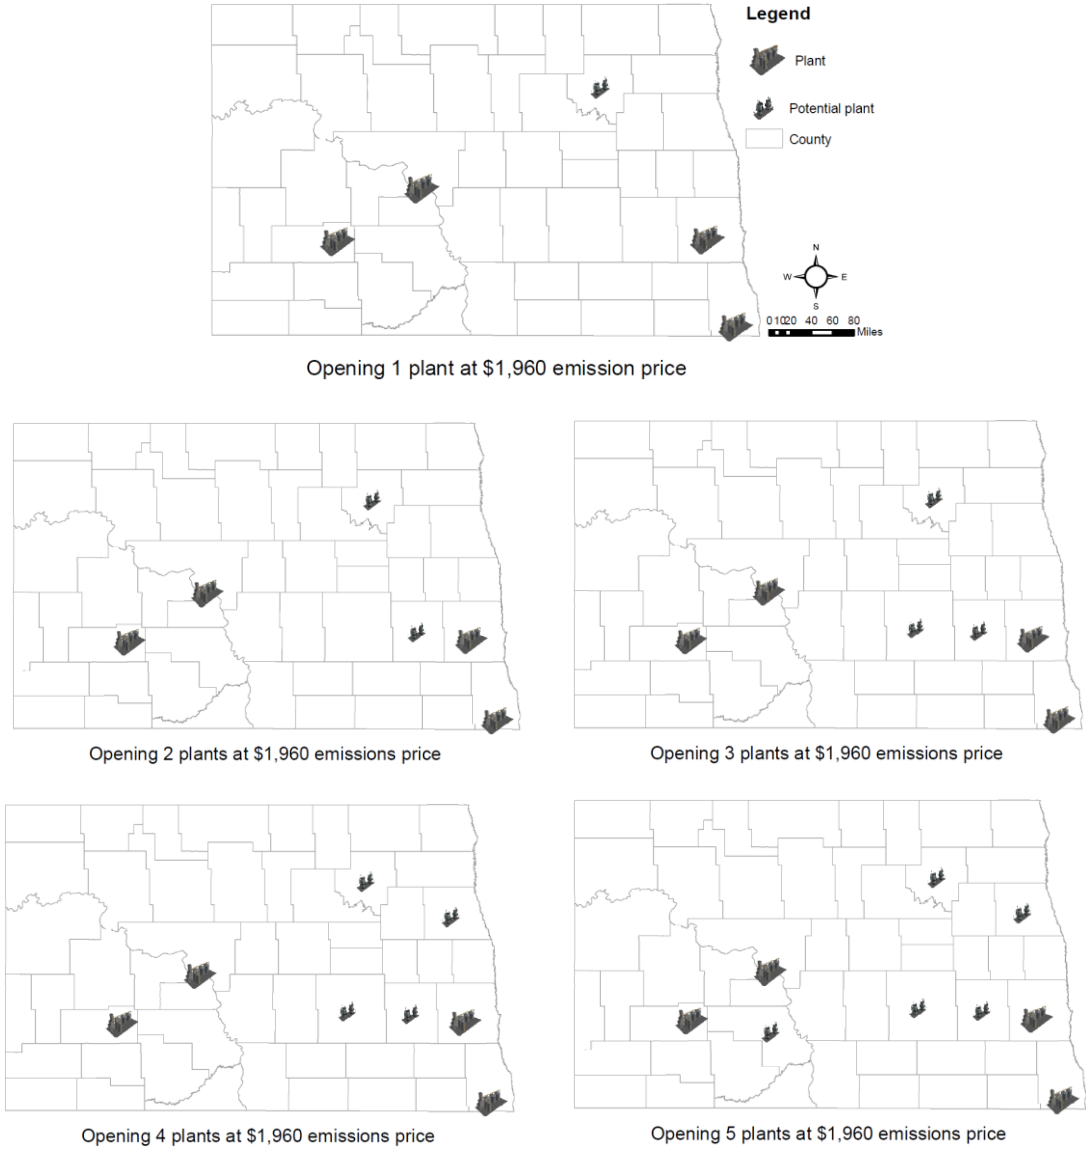 Legend
Plant
Potential plant
County
N
W E
S
0 1020 40 60 80
Miles
Opening 1 plant at $1,960 emission price
Opening 2 plants at $1,960 emissions price
Opening 3 plants at $1,960 emissions price
Opening 4 plants at $1,960 emissions price
Opening 5 plants at $1,960 emissions price